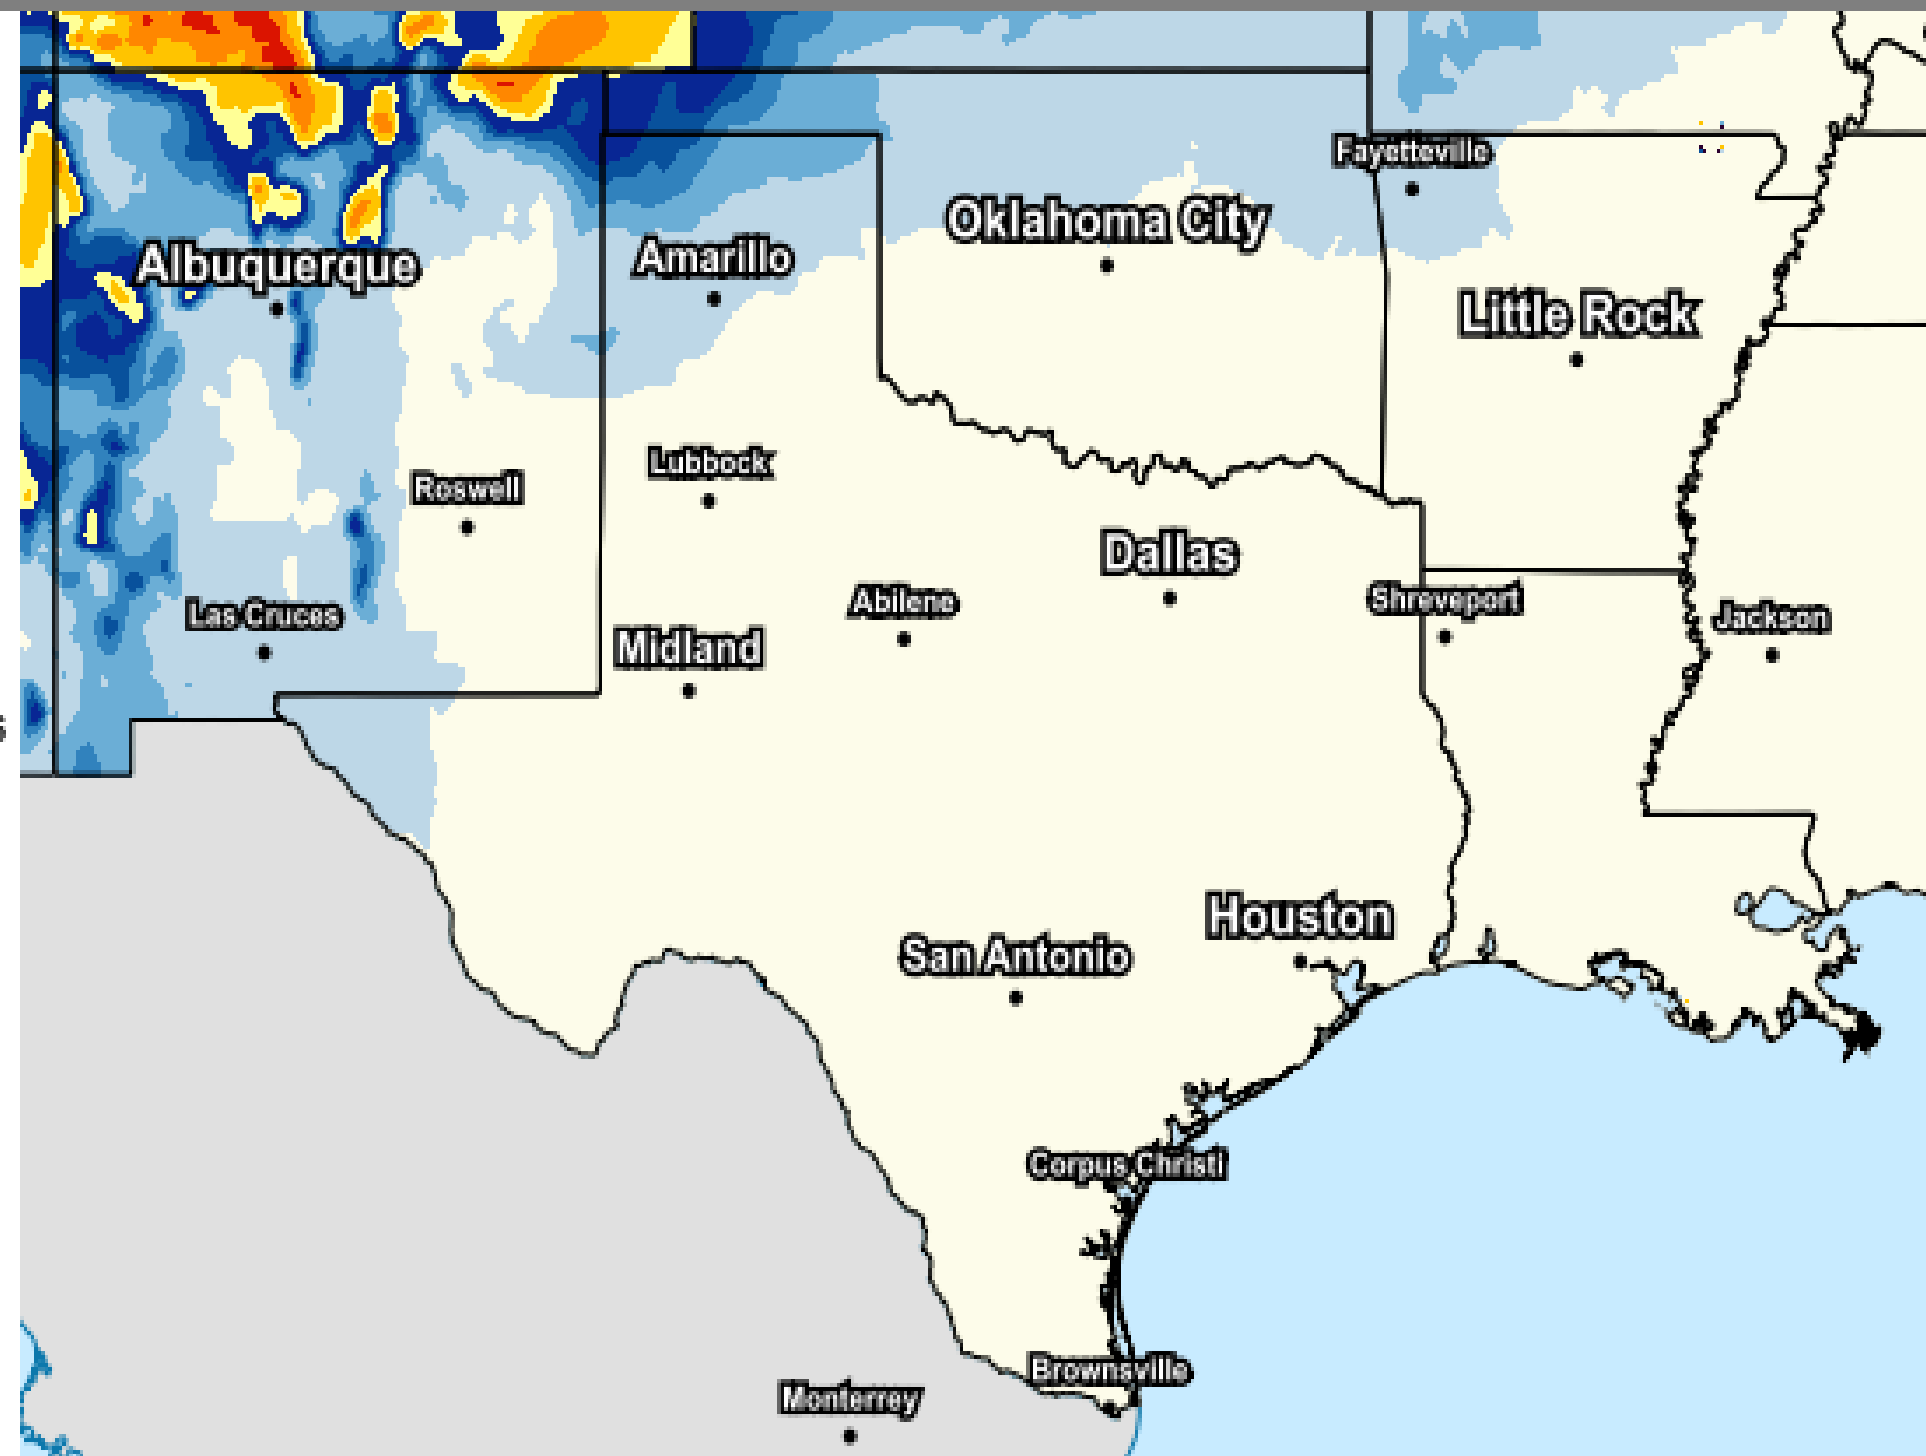 Fayetteville
Oklahoma City
Albuquerque
Amarillo
Little Rock
Lubbock
Roswell
Dallas
Abilene
Shreveport
Las Cruces
Jackson
Midland
s
Houston
San Antonio
Corpus Christi
Brownsville
Monterrey